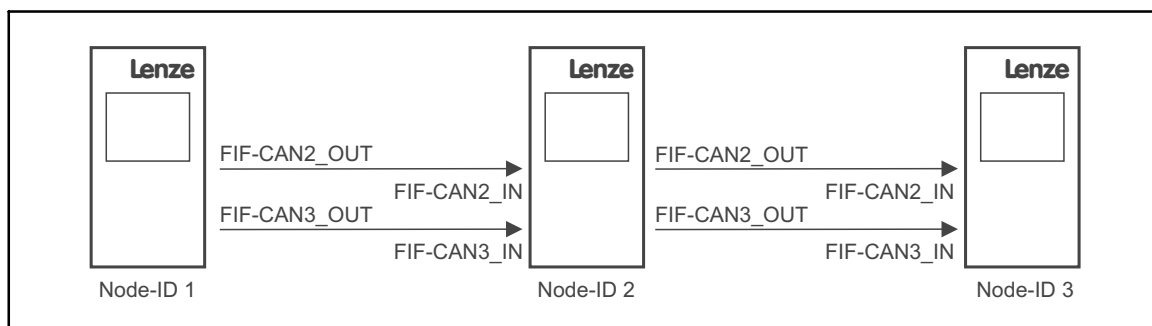 Lenze
Lenze
Lenze
FIF-CAN2_OUT
FIF-CAN2_OUT
FIF-CAN2_IN
FIF-CAN2_IN
FIF-CAN3_OUT
FIF-CAN3_OUT
FIF-CAN3_IN
FIF-CAN3_IN
Node-ID 1
Node-ID 2
Node-ID 3